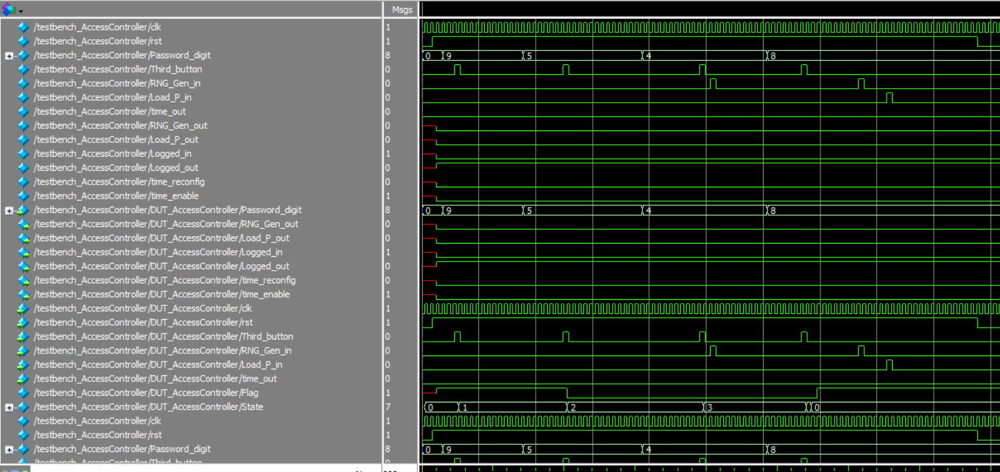 Msgs
/testbench_AccessController/clk 1
/testbench_AccessController/rst 1
/testbench_AccessController/Password_digit 8 0 9 5 4 8
/testbench_AccessController/Third_button 0
/testbench_AccessController/RNG_Gen_in 0
/testbench_AccessController/Load_P_in 0
/testbench_AccessController/time_out 0
/testbench_AccessController/RNG_Gen_out 0
/testbench_AccessController/Load_P_out 0
/testbench_AccessController/Logged_in 1
/testbench_AccessController/Logged_out 0
/testbench_AccessController/time_reconfig 0
/testbench_AccessController/time_enable 1
/testbench_AccessController/DUT_AccessController/Password_digit 8 0 9 5 4 8
/testbench_AccessController/DUT_AccessController/RNG_Gen_out 0
/testbench_AccessController/DUT_AccessController/Load_P_out 0
/testbench_AccessController/DUT_AccessController/Logged_in 1
/testbench_AccessController/DUT_AccessController/Logged_out 0
/testbench_AccessController/DUT_AccessController/time_reconfig 0
/testbench_AccessController/DUT_AccessController/time_enable 1
/testbench_AccessController/DUT_AccessController/clk 1
/testbench_AccessController/DUT_AccessController/rst 1
/testbench_AccessController/DUT_AccessController/Third_button 0
/testbench_AccessController/DUT_AccessController/RNG_Gen_in 0
/testbench_AccessController/DUT_AccessController/Load_P_in 0
/testbench_AccessController/DUT_AccessController/time_out 0
/testbench_AccessController/DUT_AccessController/Flag 1
/testbench_AccessController/DUT_AccessController/State 7 0 1 2 3 0
/testbench_AccessController/clk 1
/testbench_AccessController/rst 1
/testbench_AccessController/Password_digit 8 0 9 5 4 8